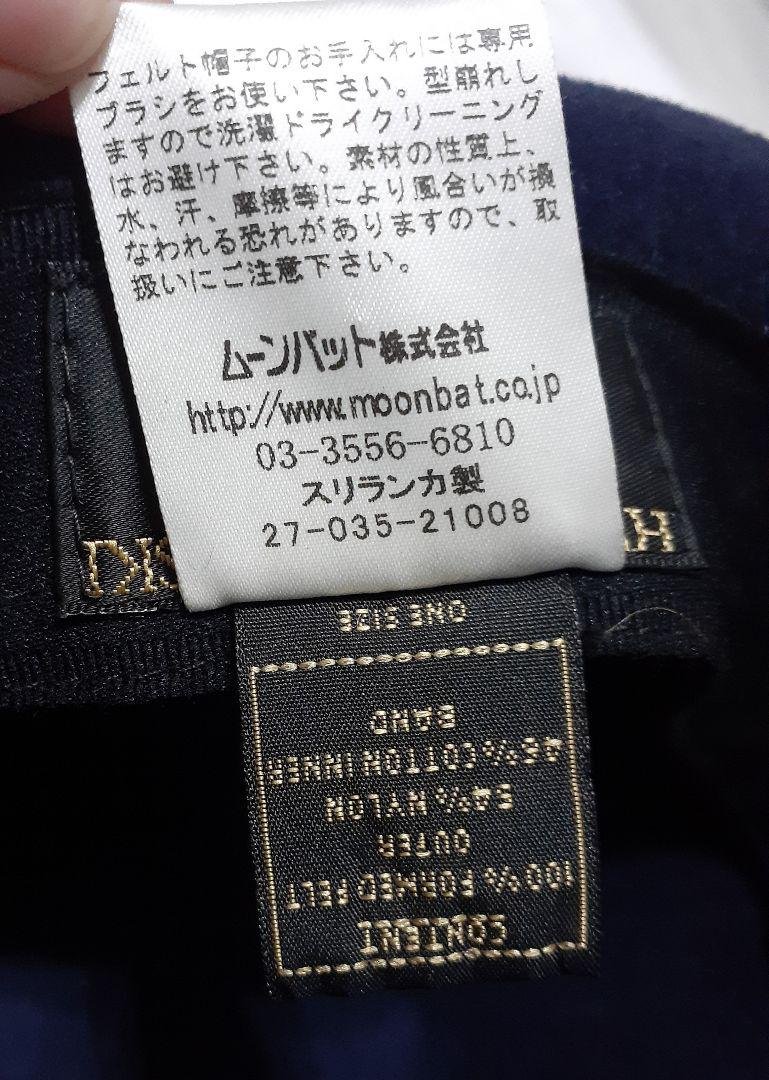 フェルト帽子のお手入れには専用
ブラシをお使い下さい。型崩れし
ますので洗濯ドライクリーニング
はお避け下さい。素材の性質上、
水、汗、摩擦等により風合いが損
なわれる恐れがありますので、取
扱いにご注意下さい。
ムーンバット株式会社
http://www.moonbat.co.jp
03-3556-6810
スリランカ製
27-035-21008
CONTENT
100% FORMED FELT
OUTER
54% NYLON
46% COTTON INNER
BAND
ONE SIZE